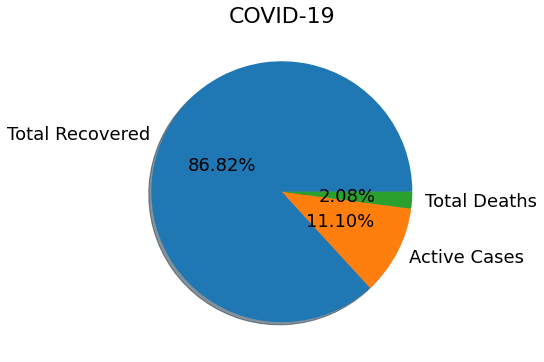 COVID-19
Total Recovered
86.82%
2.08%
Total Deaths
11.10%
Active Cases